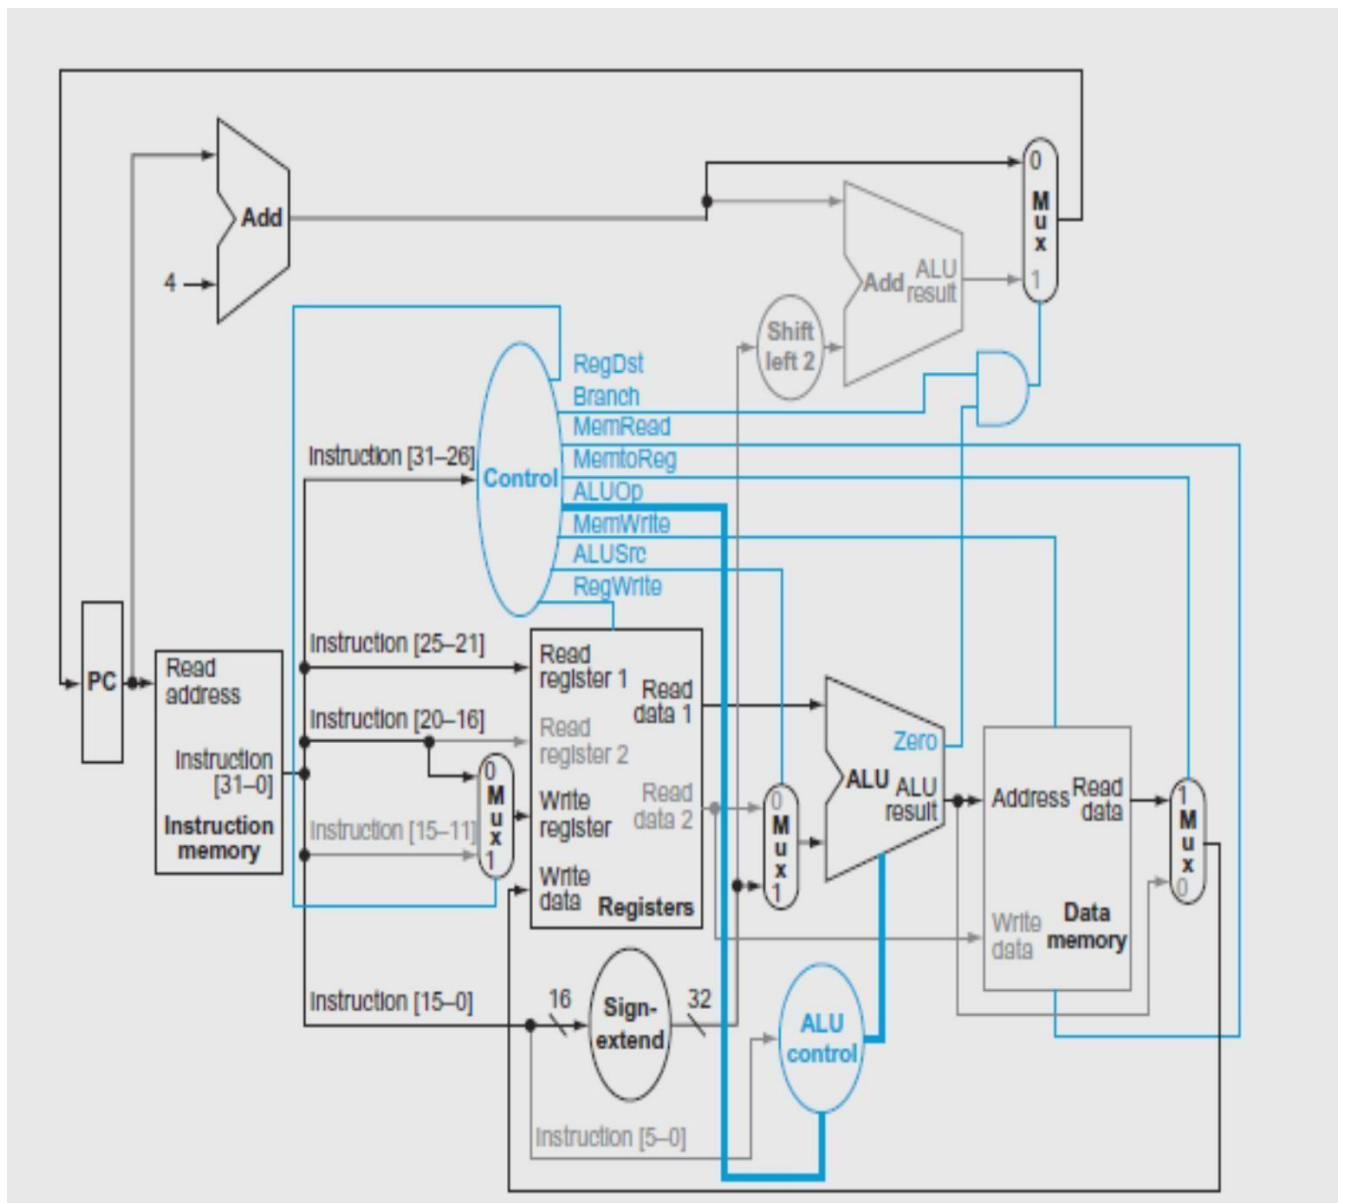 0
M
u
x
1
Add
4
Add
ALU
result
Shift
left 2
RegDst
Branch
MemRead
MemtoReg
ALUOp
MemWrite
ALUSrc
RegWrite
Instruction [31–26]
Control
Instruction [25–21]
Instruction [20–16]
Instruction [15–11]
Instruction [15–0]
Instruction [5–0]
PC
Read
address
Instruction
[31–0]
Instruction
memory
0
M
u
x
1
Read
register 1
Read
register 2
Write
register
Write
data
Read
data 1
Read
data 2
Registers
0
M
u
x
1
Zero
ALU
ALU
result
Address
Read
data
Write
data
Data
memory
1
M
u
x
0
16
Sign-
extend
32
ALU
control